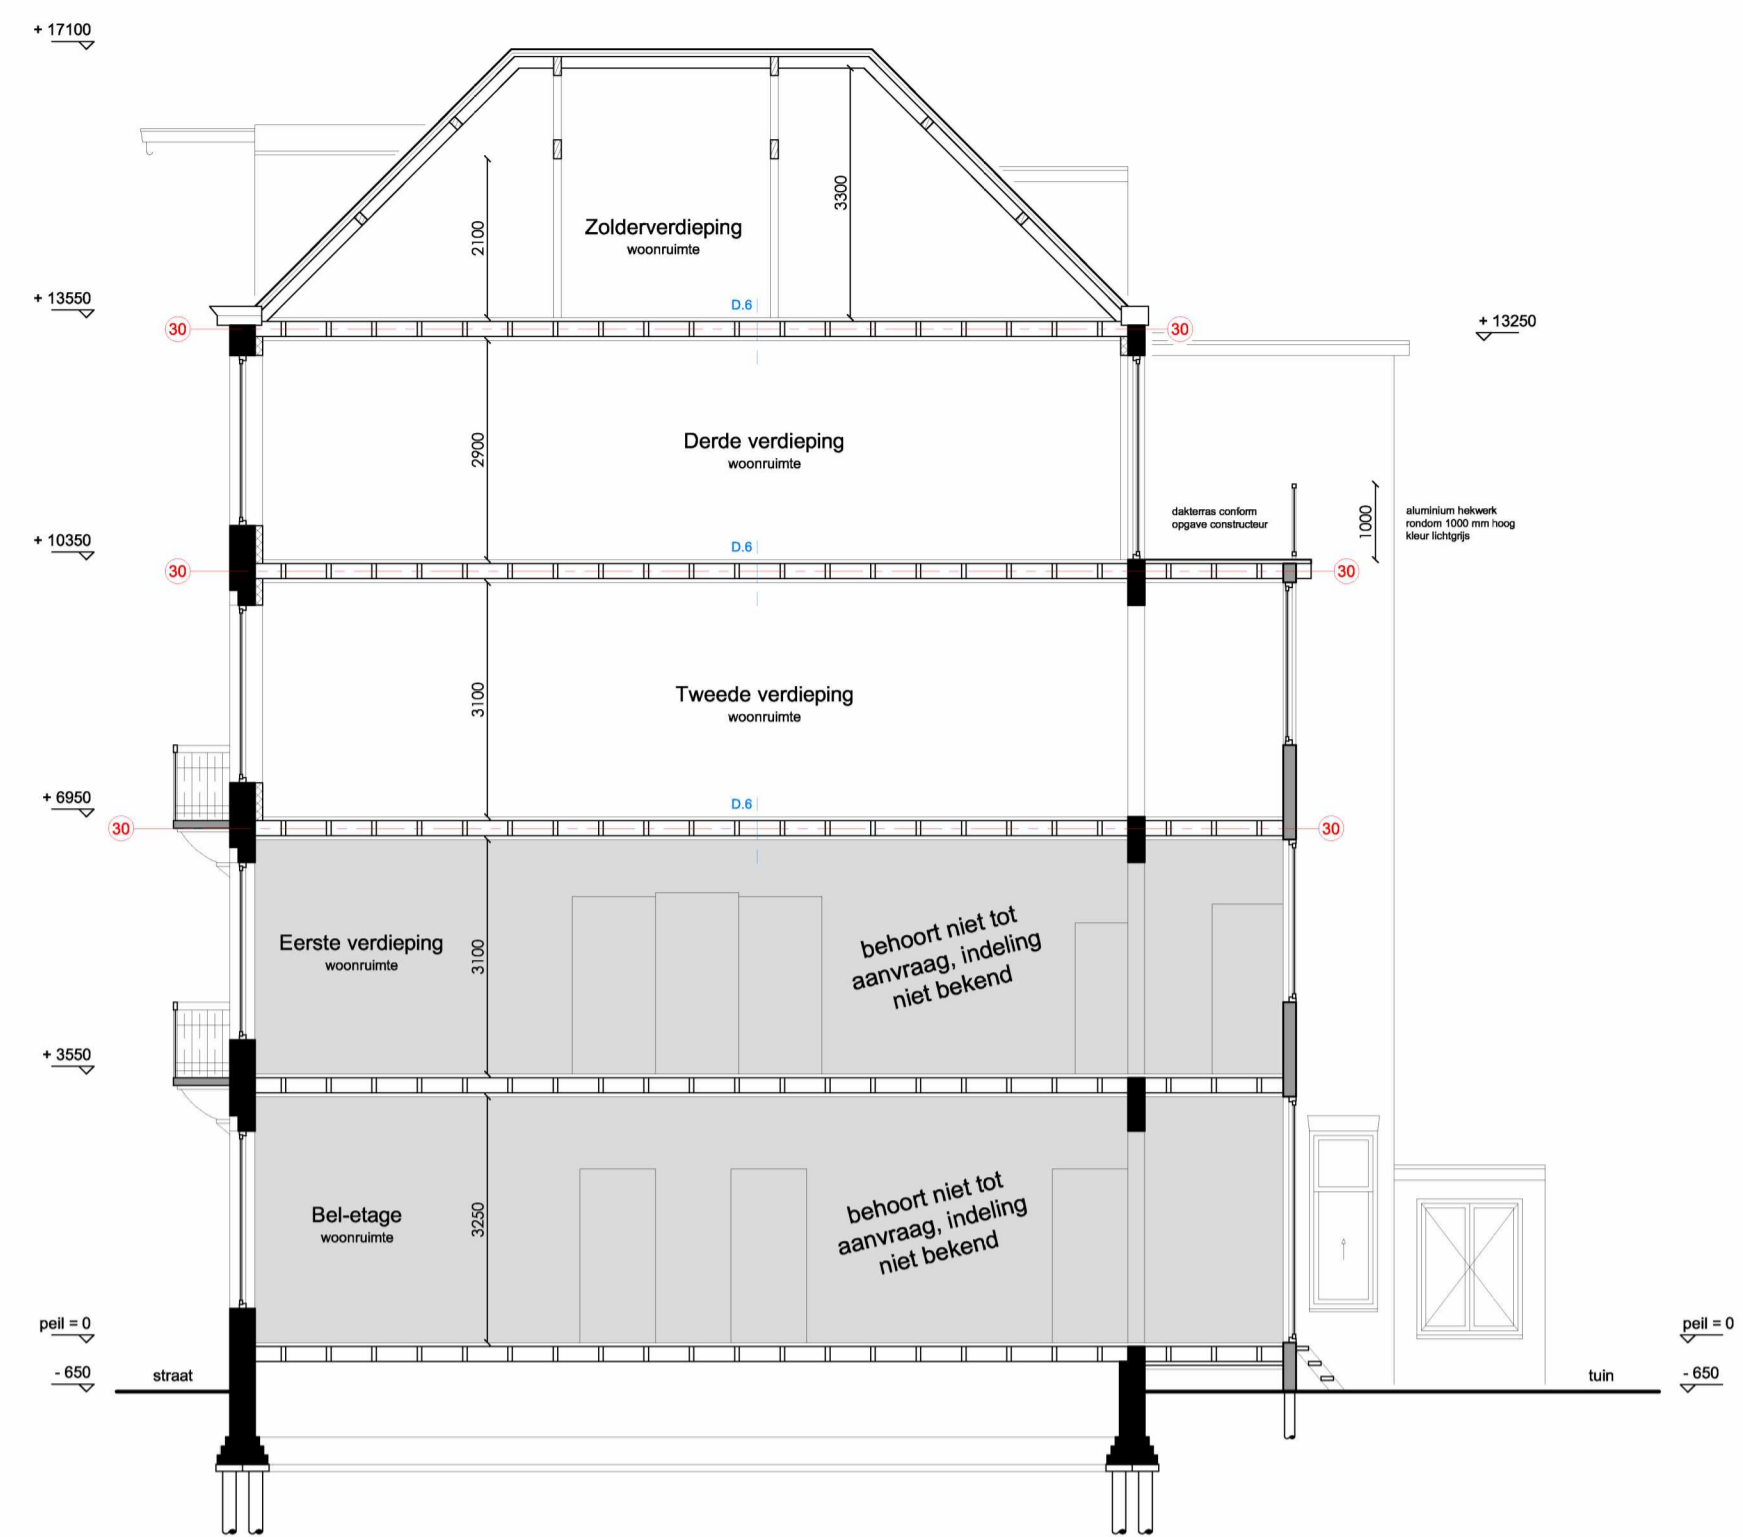 + 17100
3300
2100
Zolderverdieping
woonruimte
+ 13550
D.6
30
30
+ 13250
2900
Derde verdieping
woonruimte
dakterras conform
opgave constructeur
1000
aluminium hekwerk
rondom 1000 mm hoog
kleur lichtgrijs
+ 10350
D.6
30
30
3100
Tweede verdieping
woonruimte
+ 6950
D.6
30
30
Eerste verdieping
woonruimte
3100
behoort niet tot
aanvraag, indeling
niet bekend
+ 3550
Bel-etage
woonruimte
3250
behoort niet tot
aanvraag, indeling
niet bekend
peil = 0
peil = 0
- 650
straat
tuin
- 650